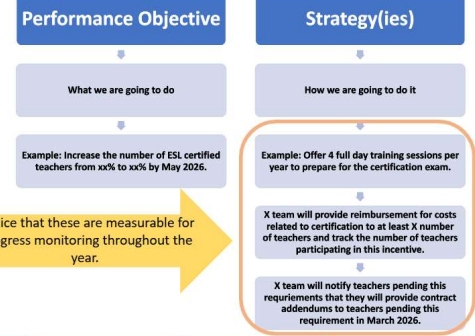 Performance Objective
What we are going to do
Example: Increase the number of ESL certified
teachers from xx% to xx% by May 2026.
ice that these are measurable for
gress monitoring throughout the
year.
Strategy(ies)
How we are going to do it
Example: Offer 4 full day training sessions per
year to prepare for the certification exam.
X team will provide reimbursement for costs
related to certification to at least X number
of teachers and track the number of teachers
participating in this incentive.
X team will notify teachers pending this
requriements that they will provide contract
addendums to teachers pending this
requirement in March 2026.